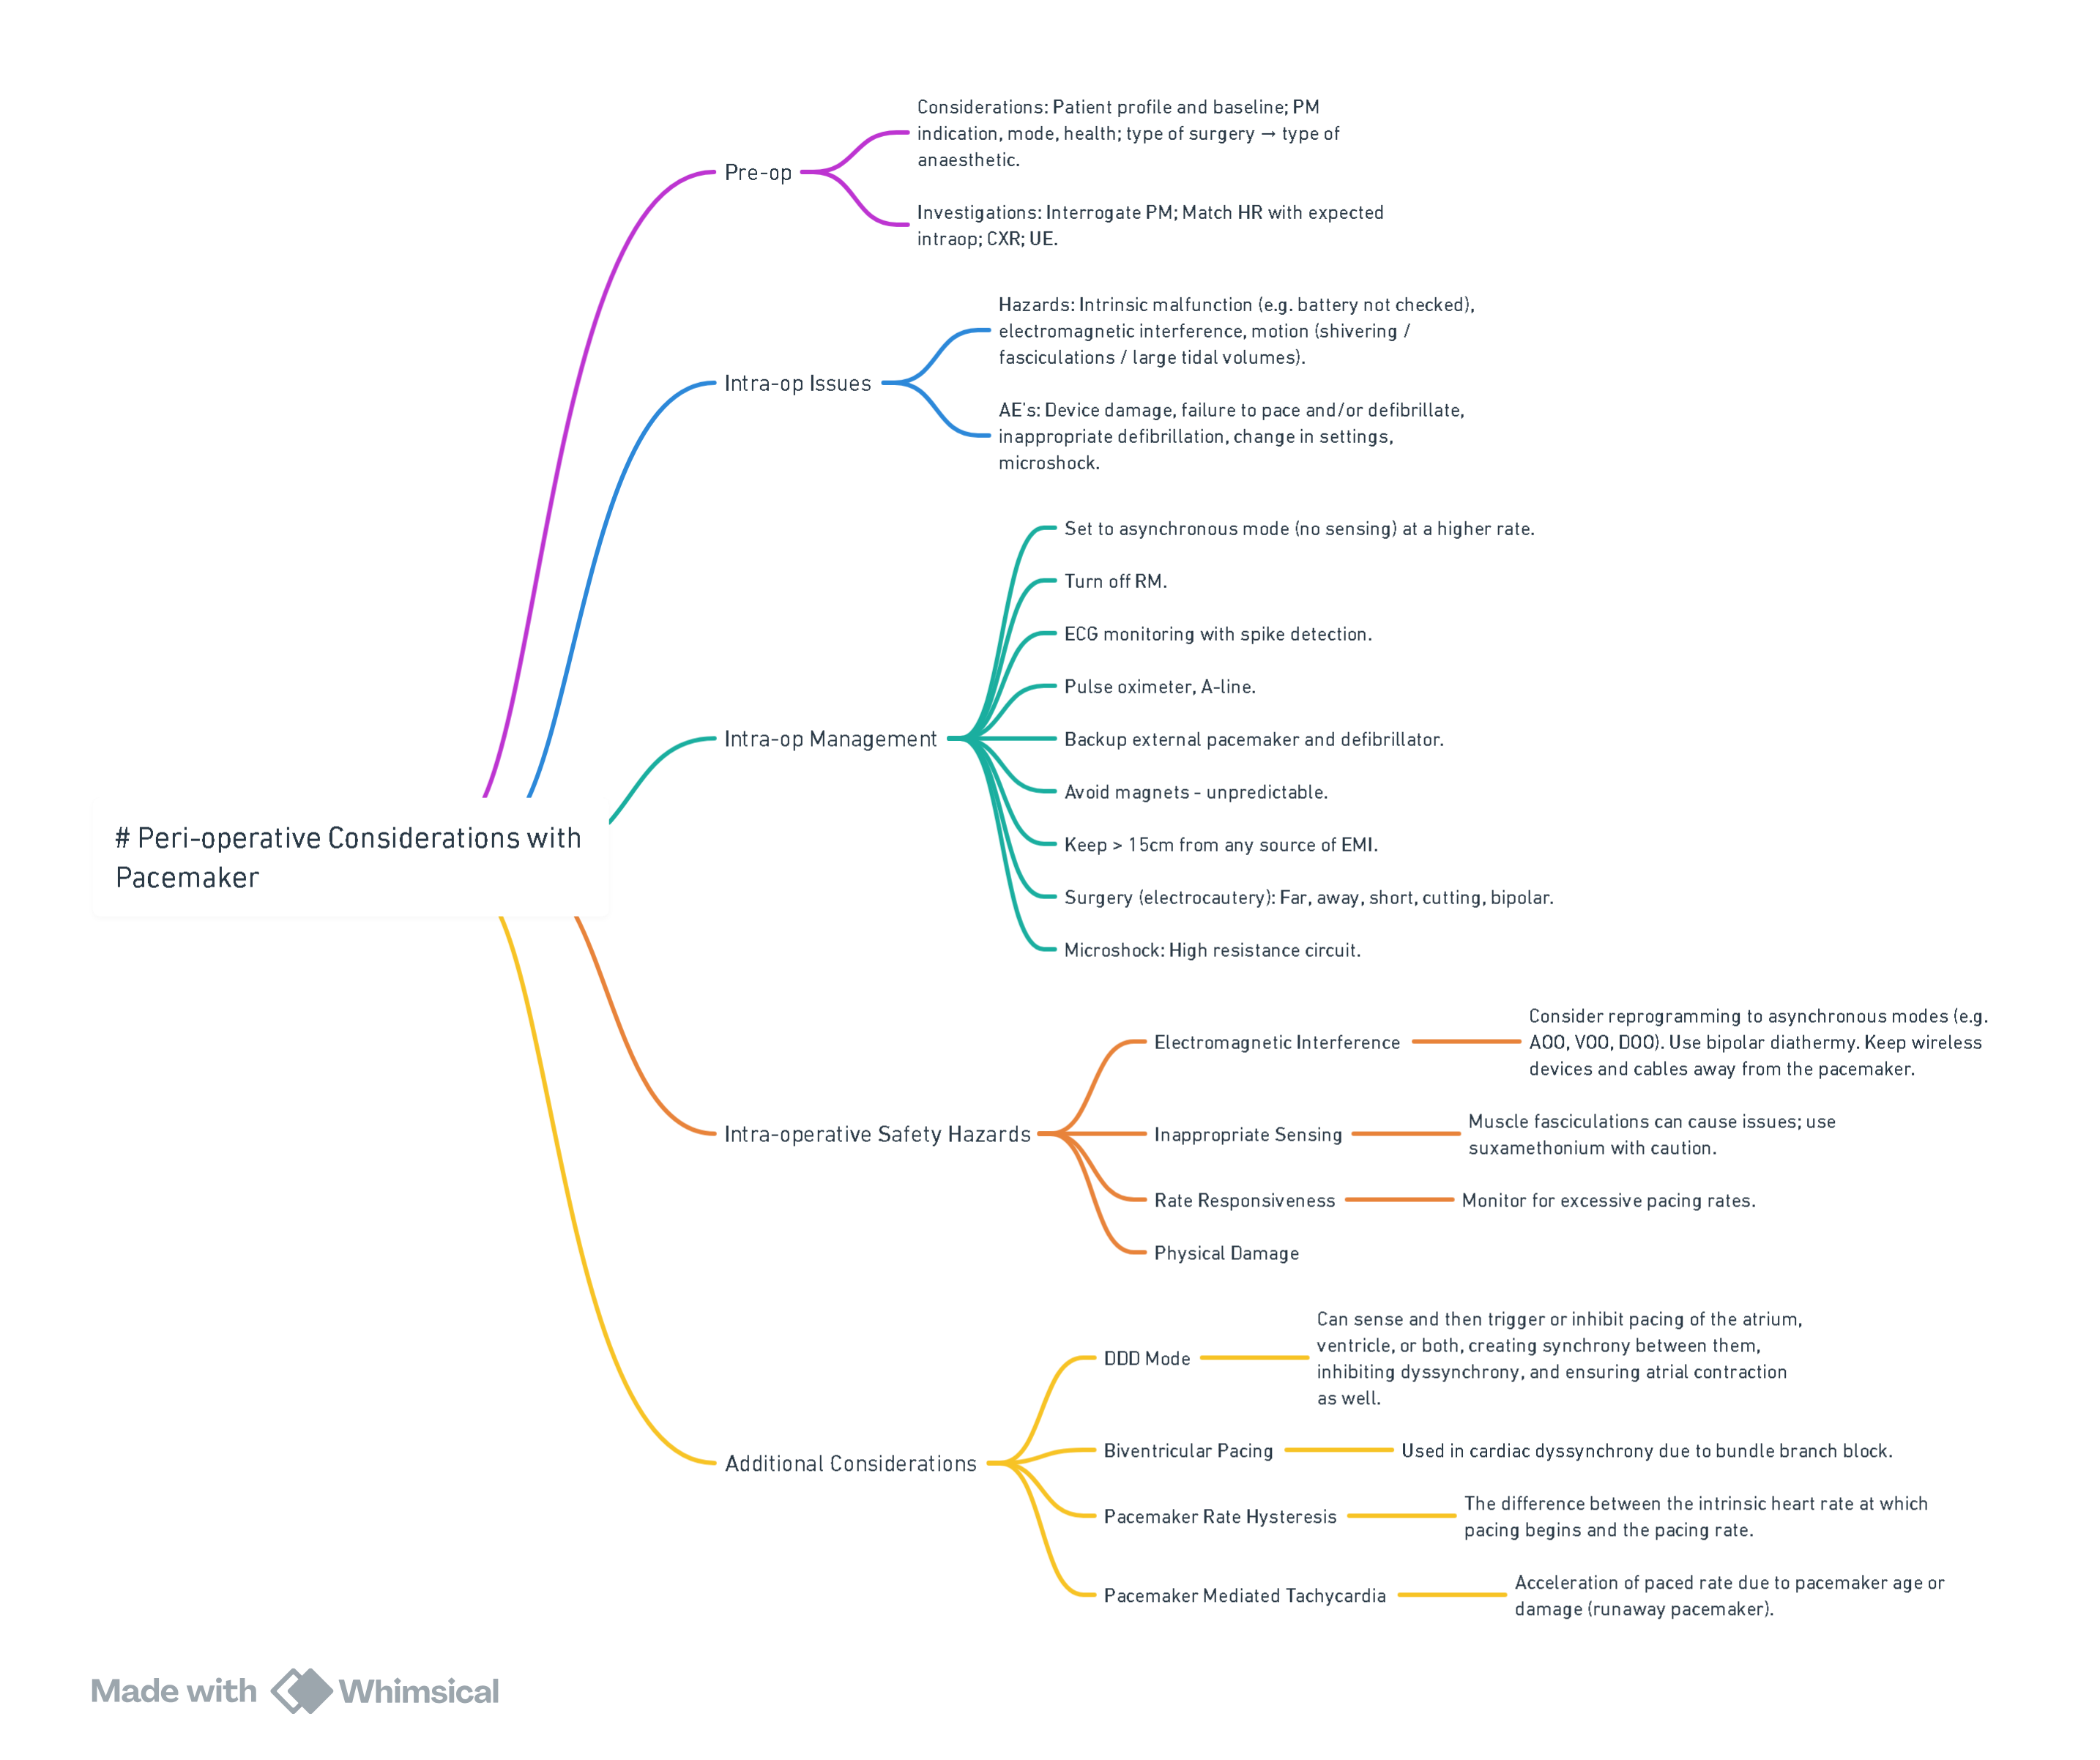 Considerations: Patient profile and baseline; PM
indication, mode, health; type of surgery → type of
anaesthetic.
Pre-op
Investigations: Interrogate PM; Match HR with expected
intraop; CXR; UE.
Hazards: Intrinsic malfunction (e.g. battery not checked),
electromagnetic interference, motion (shivering /
fasciculations / large tidal volumes).
Intra-op Issues
AE's: Device damage, failure to pace and/or defibrillate,
inappropriate defibrillation, change in settings,
microshock.
Set to asynchronous mode (no sensing) at a higher rate.
Turn off RM.
ECG monitoring with spike detection.
Pulse oximeter, A-line.
Intra-op Management
Backup external pacemaker and defibrillator.
Avoid magnets - unpredictable.
Keep > 15cm from any source of EMI.
Surgery (electrocautery): Far, away, short, cutting, bipolar.
Microshock: High resistance circuit.
# Peri-operative Considerations with
Pacemaker
Electromagnetic Interference
Consider reprogramming to asynchronous modes (e.g.
AOO, VOO, DOO). Use bipolar diathermy. Keep wireless
devices and cables away from the pacemaker.
Intra-operative Safety Hazards
Inappropriate Sensing
Muscle fasciculations can cause issues; use
suxamethonium with caution.
Rate Responsiveness
Monitor for excessive pacing rates.
Physical Damage
DDD Mode
Can sense and then trigger or inhibit pacing of the atrium,
ventricle, or both, creating synchrony between them,
inhibiting dyssynchrony, and ensuring atrial contraction
as well.
Additional Considerations
Biventricular Pacing
Used in cardiac dyssynchrony due to bundle branch block.
Pacemaker Rate Hysteresis
The difference between the intrinsic heart rate at which
pacing begins and the pacing rate.
Pacemaker Mediated Tachycardia
Acceleration of paced rate due to pacemaker age or
damage (runaway pacemaker).
Made with Whimsical